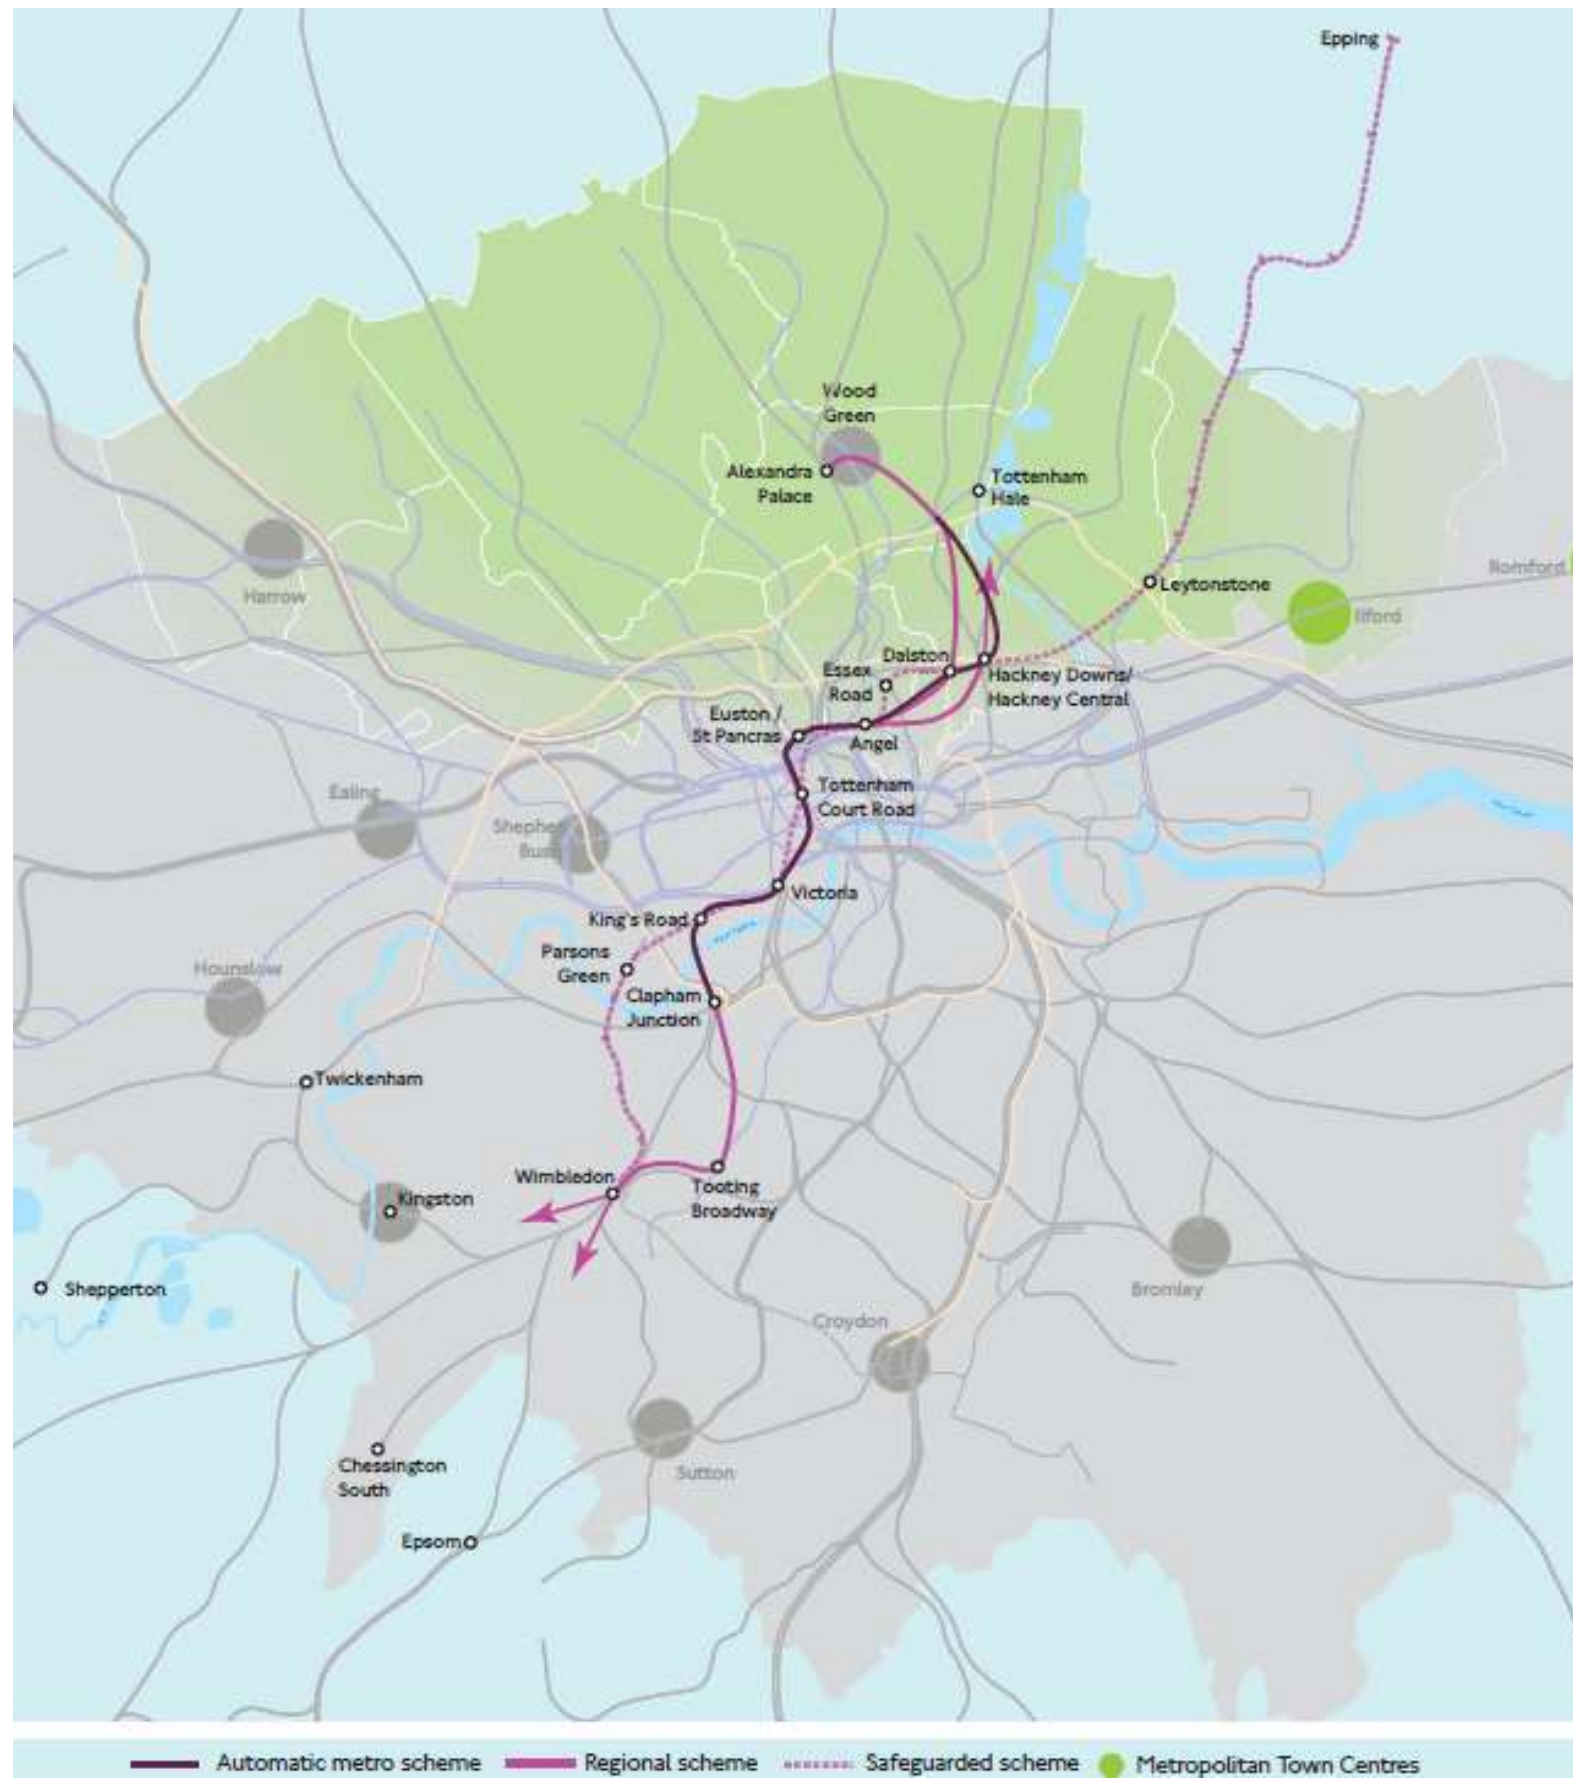 Epping
Wood
Green
Alexandra
Palace
Tottenham
Hale
Harrow
Romford
Leytonstone
Ilford
Dalston
Essex
Road
Hackney Downs/
Hackney Central
Euston /
St Pancras
Angel
Ealing
Tottenham
Court Road
Shephe
Bus
Victoria
King's Road
Parsons
Green
Hounslow
Clapham
Junction
Twickenham
Wimbledon
Tooting
Broadway
Kingston
Shepperton
Bromley
Croydon
Chessington
South
Sutton
Epsom
Automatic metro scheme
Regional scheme
Safeguarded scheme
Metropolitan Town Centres